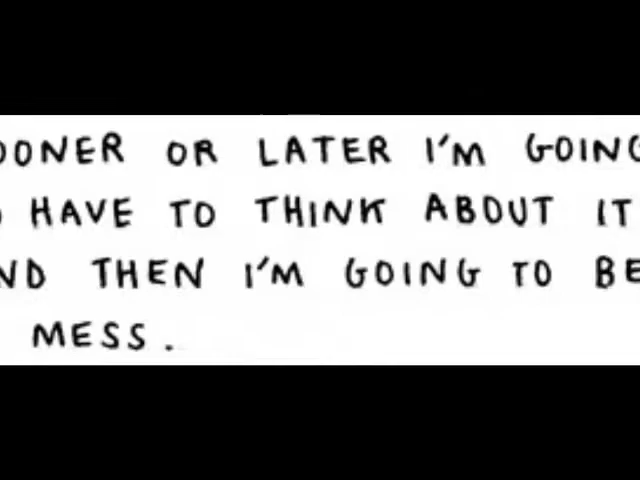 OONER OR LATER I'M GOING
O HAVE TO THINK ABOUT IT
ND THEN I'M GOING TO BE
MESS.